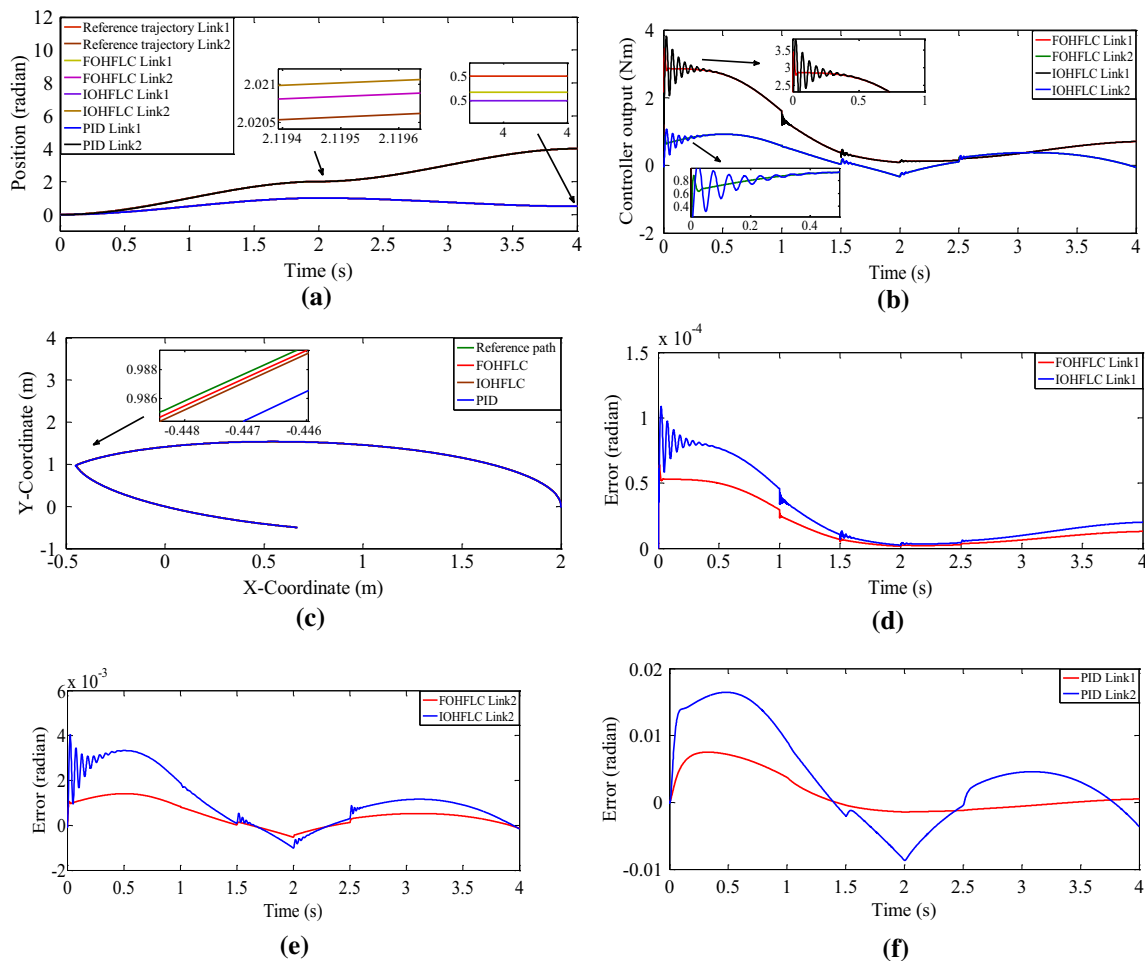 12
10
8
6
4
2
0
Position (radian)
Reference trajectory Link1
Reference trajectory Link2
FOHFLC Link1
FOHFLC Link2
IOHFLC Link1
IOHFLC Link2
PID Link1
PID Link2
2.021
2.0205
2.1194 2.1195 2.1196
0.5
0.5
4 4
0 0.5 1 1.5 2 2.5 3 3.5 4
Time (s)
(a)
4
2
0
-2
Controller output (Nm)
FOHFLC Link1
FOHFLC Link2
IOHFLC Link1
IOHFLC Link2
3.5
3
2.5
0 0.5 1
0.8
0.6
0.4
0 0.2 0.4
0 0.5 1 1.5 2 2.5 3 3.5 4
Time (s)
(b)
4
3
2
1
0
-1
Y-Coordinate (m)
Reference path
FOHFLC
IOHFLC
PID
0.988
0.986
-0.448 -0.447 -0.446
-0.5 0 0.5 1 1.5 2
X-Coordinate (m)
(c)
x 10-4
1.5
1
0.5
0
Error (radian)
FOHFLC Link1
IOHFLC Link1
0 0.5 1 1.5 2 2.5 3 3.5 4
Time (s)
(d)
x 10-3
6
4
2
0
-2
Error (radian)
FOHFLC Link2
IOHFLC Link2
0 0.5 1 1.5 2 2.5 3 3.5 4
Time (s)
(e)
0.02
0.01
0
-0.01
Error (radian)
PID Link1
PID Link2
0 0.5 1 1.5 2 2.5 3 3.5 4
Time (s)
(f)